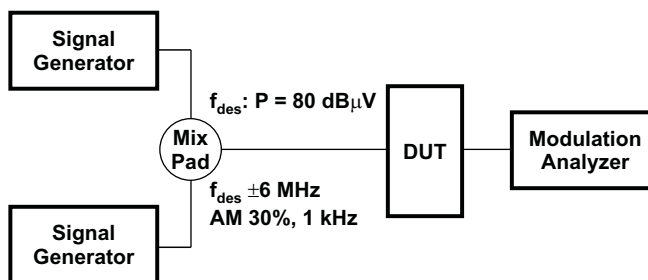 Signal
Generator
f_des: P = 80 dBμV
Mix
Pad
DUT
Modulation
Analyzer
f_des ±6 MHz
AM 30%, 1 kHz
Signal
Generator